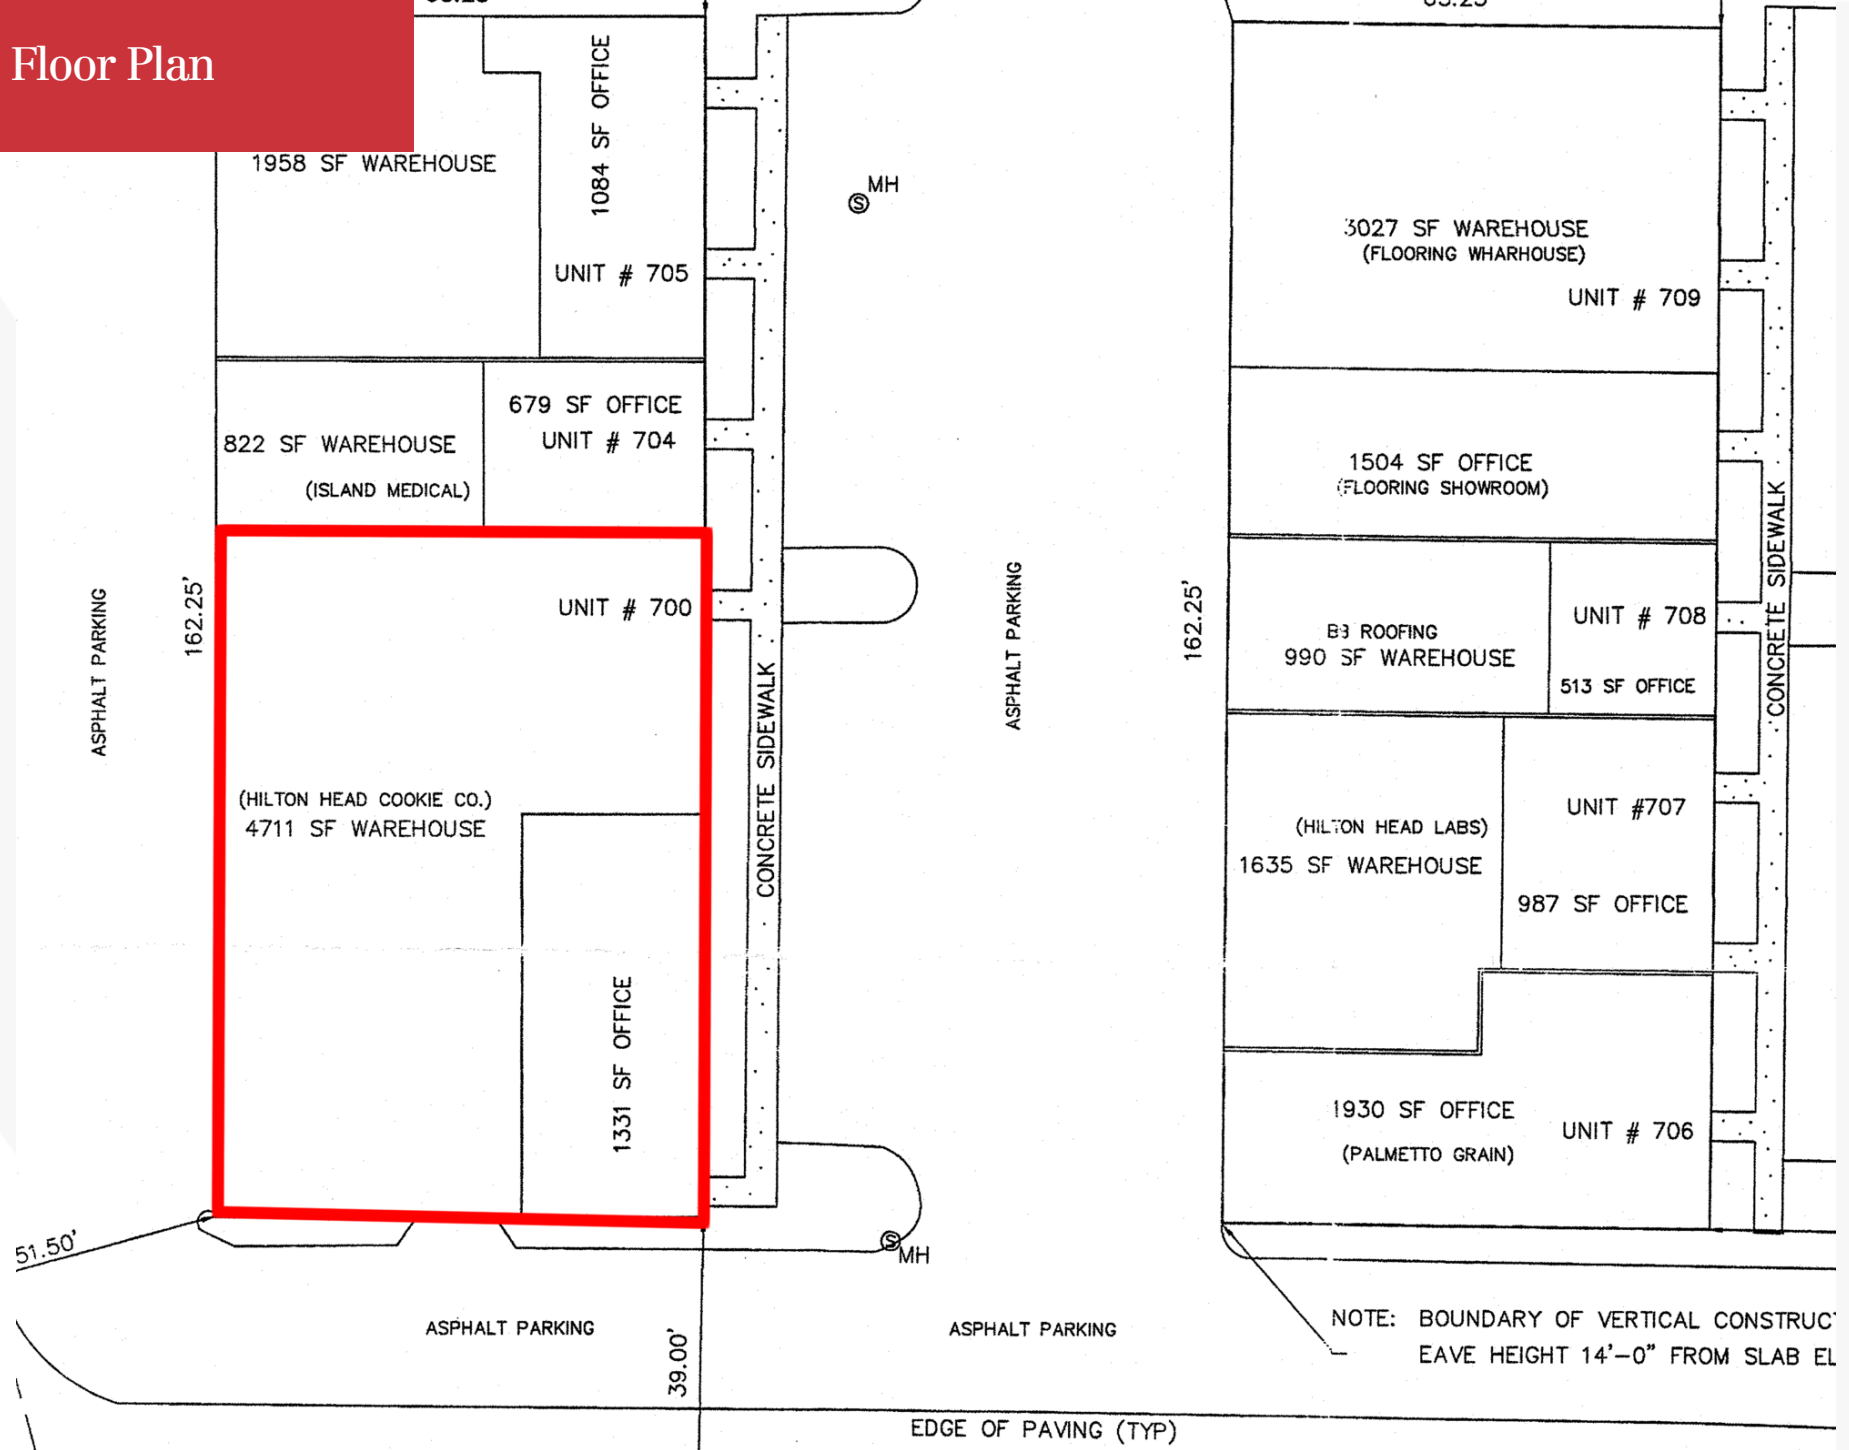 Floor Plan
1958 SF WAREHOUSE
1084 SF OFFICE
UNIT # 705
822 SF WAREHOUSE
(ISLAND MEDICAL)
679 SF OFFICE
UNIT # 704
UNIT # 700
(HILTON HEAD COOKIE CO.)
4711 SF WAREHOUSE
1331 SF OFFICE
162.25'
ASPHALT PARKING
CONCRETE SIDEWALK
MH
ASPHALT PARKING
162.25'
3027 SF WAREHOUSE
(FLOORING WHARHOUSE)
UNIT # 709
1504 SF OFFICE
(FLOORING SHOWROOM)
ROOFING
990 SF WAREHOUSE
UNIT # 708
513 SF OFFICE
(HILTON HEAD LABS)
1635 SF WAREHOUSE
UNIT #707
987 SF OFFICE
1930 SF OFFICE
(PALMETTO GRAIN)
UNIT # 706
CONCRETE SIDEWALK
51.50'
MH
ASPHALT PARKING
39.00'
ASPHALT PARKING
NOTE: BOUNDARY OF VERTICAL CONSTRUC
EAVE HEIGHT 14'-0" FROM SLAB EL
EDGE OF PAVING (TYP)